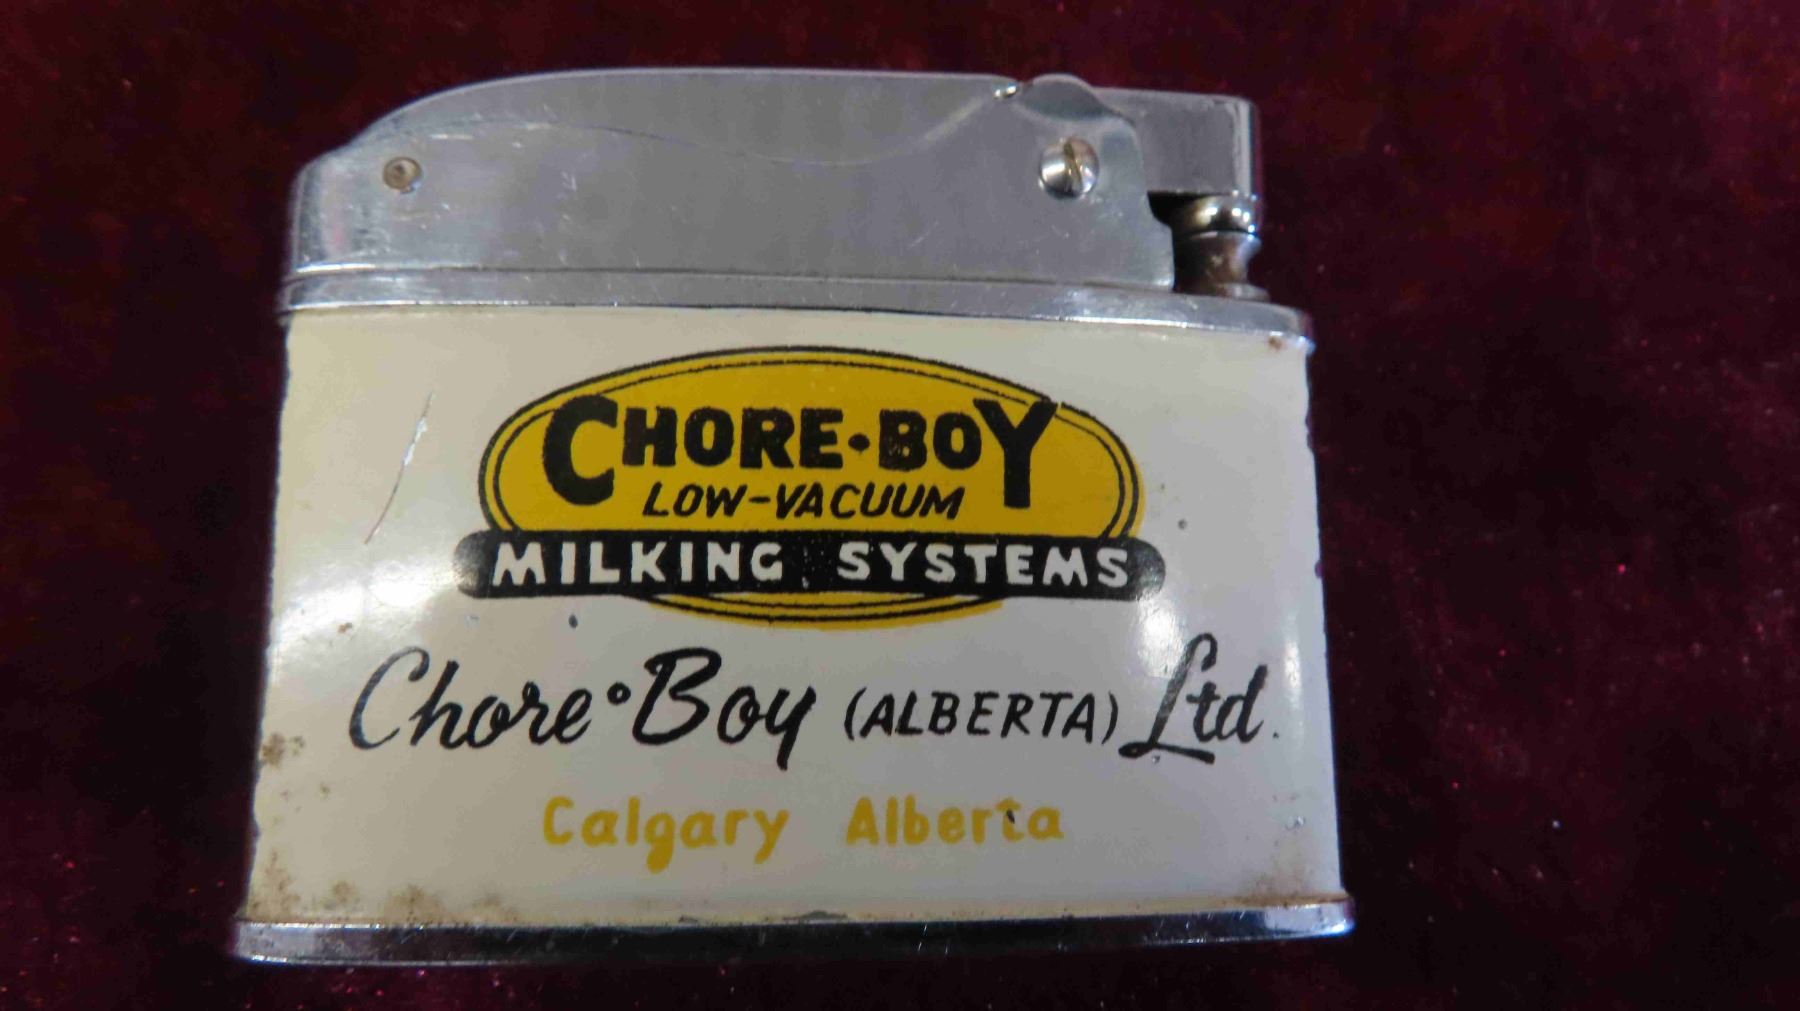 CHORE•BOY
LOW-VACUUM
MILKING SYSTEMS
Chore°Boy (ALBERTA) Ltd.
Calgary Alberta